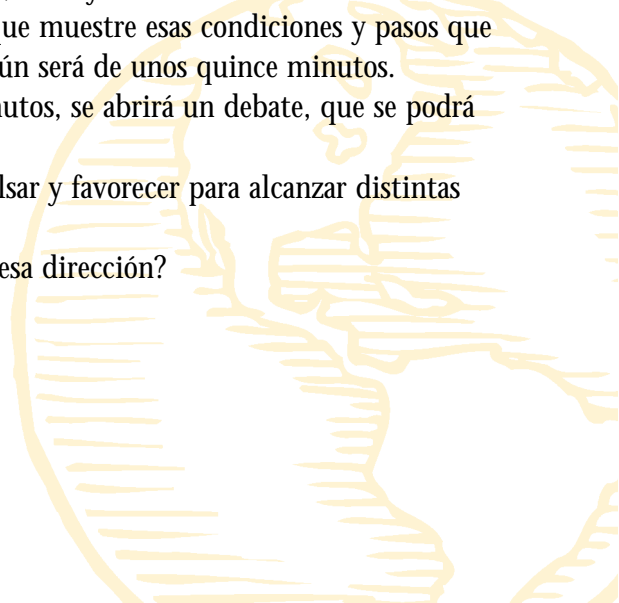 ue muestre esas condiciones y pasos que
ún será de unos quince minutos.
utos, se abrirá un debate, que se podrá
lsar y favorecer para alcanzar distintas
esa dirección?